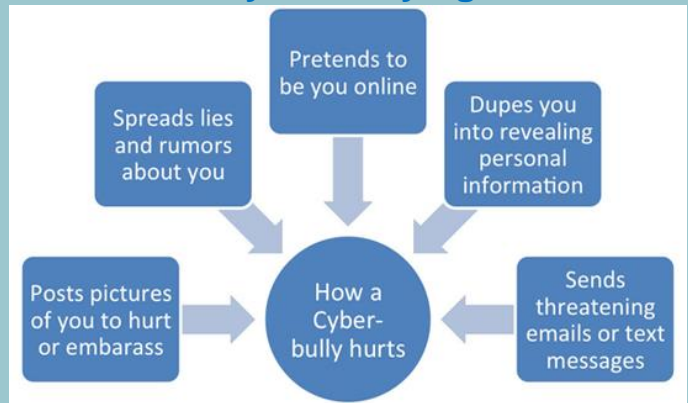 Pretends to
be you online
Spreads lies
and rumors
about you
Dupes you
into revealing
personal
information
Posts pictures
of you to hurt
or embarass
How a
Cyber-
bully hurts
Sends
threatening
emails or text
messages